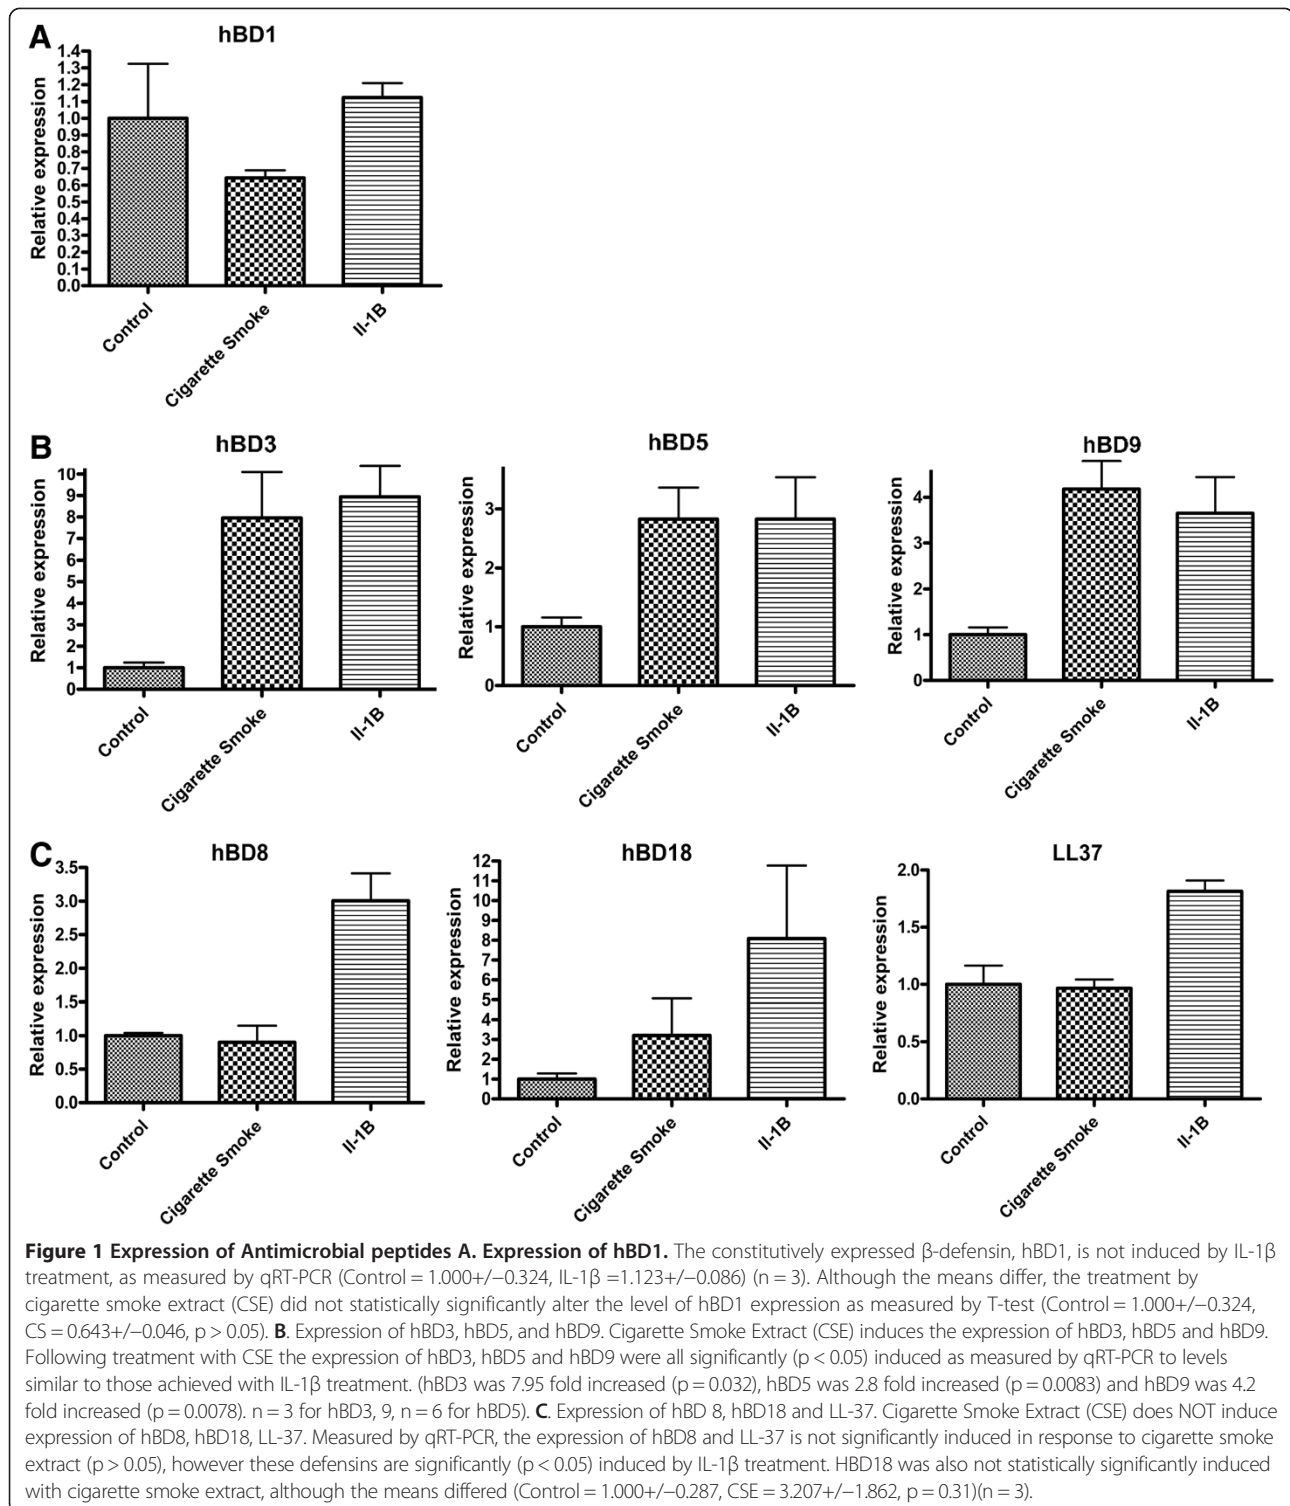 A
hBD1
Relative expression
1.4
1.3
1.2
1.1
1.0
0.9
0.8
0.7
0.6
0.5
0.4
0.3
0.2
0.1
0.0
Control
Cigarette Smoke
Il-1B
B
hBD3
Relative expression
10
9
8
7
6
5
4
3
2
1
0
Control
Cigarette Smoke
Il-1B
hBD5
Relative expression
3
2
1
0
Control
Cigarette Smoke
Il-1B
hBD9
Relative expression
4
3
2
1
0
Control
Cigarette Smoke
Il-1B
C
hBD8
Relative expression
3.5
3.0
2.5
2.0
1.5
1.0
0.5
0.0
Control
Cigarette Smoke
Il-1B
hBD18
Relative expression
12
11
10
9
8
7
6
5
4
3
2
1
0
Control
Cigarette Smoke
Il-1B
LL37
Relative expression
2.0
1.5
1.0
0.5
0.0
Control
Cigarette Smoke
Il-1B
Figure 1 Expression of Antimicrobial peptides A. Expression of hBD1. The constitutively expressed β-defensin, hBD1, is not induced by IL-1β
treatment, as measured by qRT-PCR (Control = 1.000+/−0.324, IL-1β =1.123+/−0.086) (n = 3). Although the means differ, the treatment by
cigarette smoke extract (CSE) did not statistically significantly alter the level of hBD1 expression as measured by T-test (Control = 1.000+/−0.324,
CS = 0.643+/−0.046, p > 0.05). B. Expression of hBD3, hBD5, and hBD9. Cigarette Smoke Extract (CSE) induces the expression of hBD3, hBD5 and hBD9.
Following treatment with CSE the expression of hBD3, hBD5 and hBD9 were all significantly (p < 0.05) induced as measured by qRT-PCR to levels
similar to those achieved with IL-1β treatment. (hBD3 was 7.95 fold increased (p = 0.032), hBD5 was 2.8 fold increased (p = 0.0083) and hBD9 was 4.2
fold increased (p = 0.0078). n = 3 for hBD3, 9, n = 6 for hBD5). C. Expression of hBD 8, hBD18 and LL-37. Cigarette Smoke Extract (CSE) does NOT induce
expression of hBD8, hBD18, LL-37. Measured by qRT-PCR, the expression of hBD8 and LL-37 is not significantly induced in response to cigarette smoke
extract (p > 0.05), however these defensins are significantly (p < 0.05) induced by IL-1β treatment. HBD18 was also not statistically significantly induced
with cigarette smoke extract, although the means differed (Control = 1.000+/−0.287, CSE = 3.207+/−1.862, p = 0.31)(n = 3).